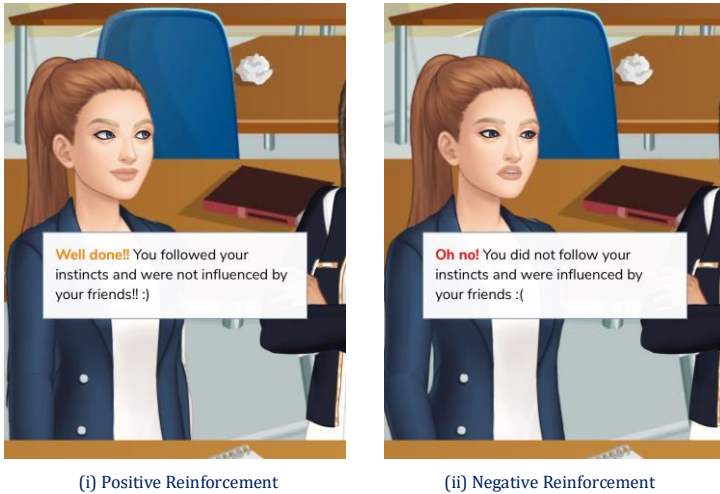 Well done!! You followed your
instincts and were not influenced by
your friends!! :)
Oh no! You did not follow your
instincts and were influenced by
your friends :(
(i) Positive Reinforcement
(ii) Negative Reinforcement